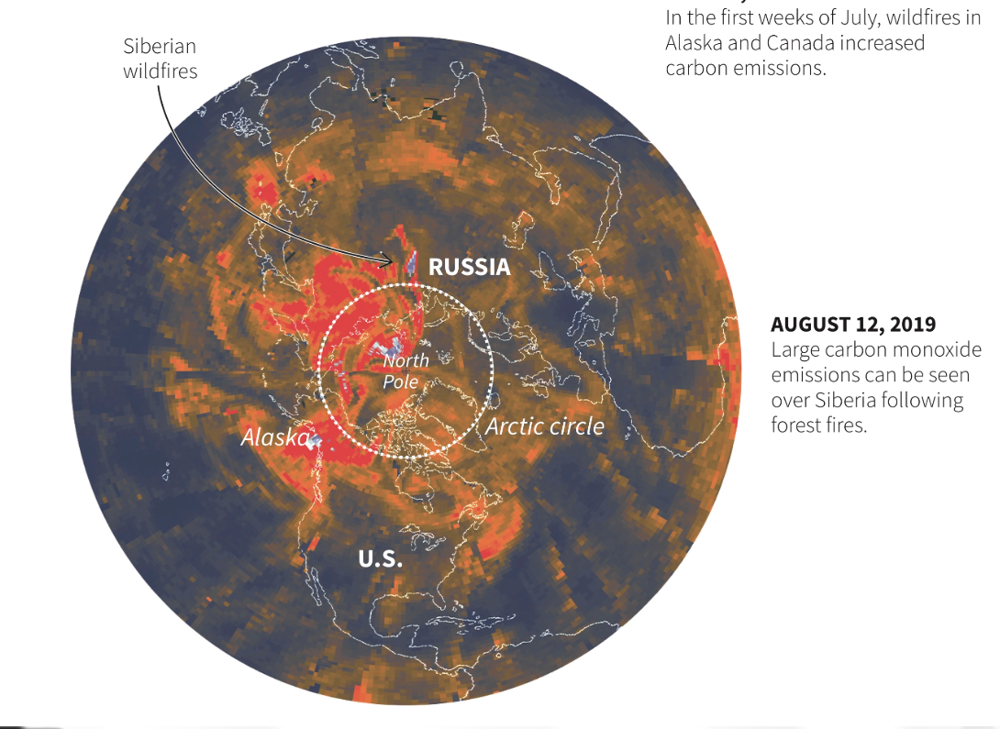 In the first weeks of July, wildfires in
Alaska and Canada increased
carbon emissions.
Siberian
wildfires
RUSSIA
North
Pole
Alaska
Arctic circle
U.S.
AUGUST 12, 2019
Large carbon monoxide
emissions can be seen
over Siberia following
forest fires.